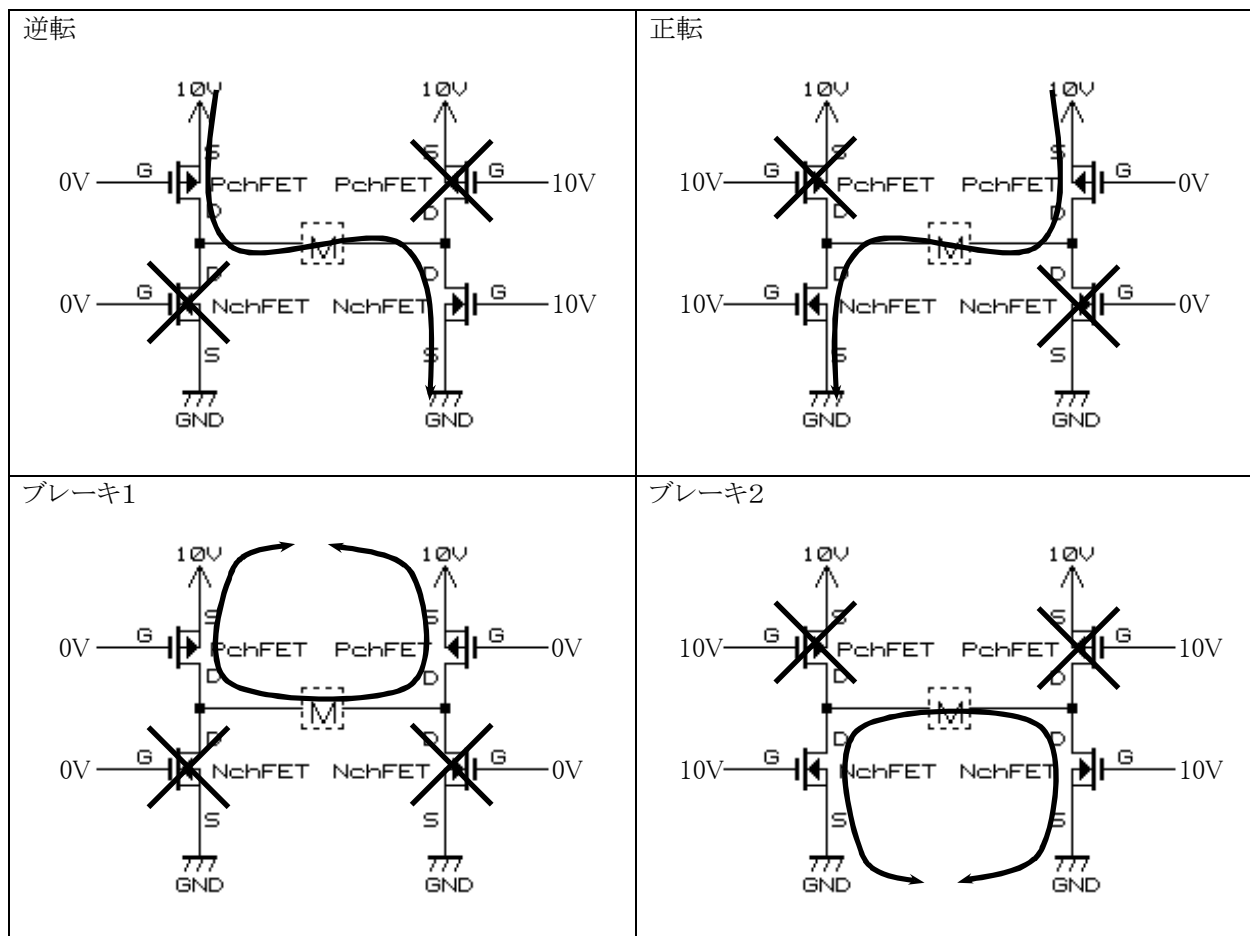 逆転
10V 10V
S S
0V G PchFET PchFET G 10V
D D
M
D D
0V G NchFET NchFET G 10V
S S
GND GND
正転
10V 10V
S S
10V G PchFET PchFET G 0V
D D
M
D D
10V G NchFET NchFET G 0V
S S
GND GND
ブレーキ1
10V 10V
S S
0V G PchFET PchFET G 0V
D D
M
D D
0V G NchFET NchFET G 0V
S S
GND GND
ブレーキ2
10V 10V
S S
10V G PchFET PchFET G 10V
D D
M
D D
10V G NchFET NchFET G 10V
S S
GND GND